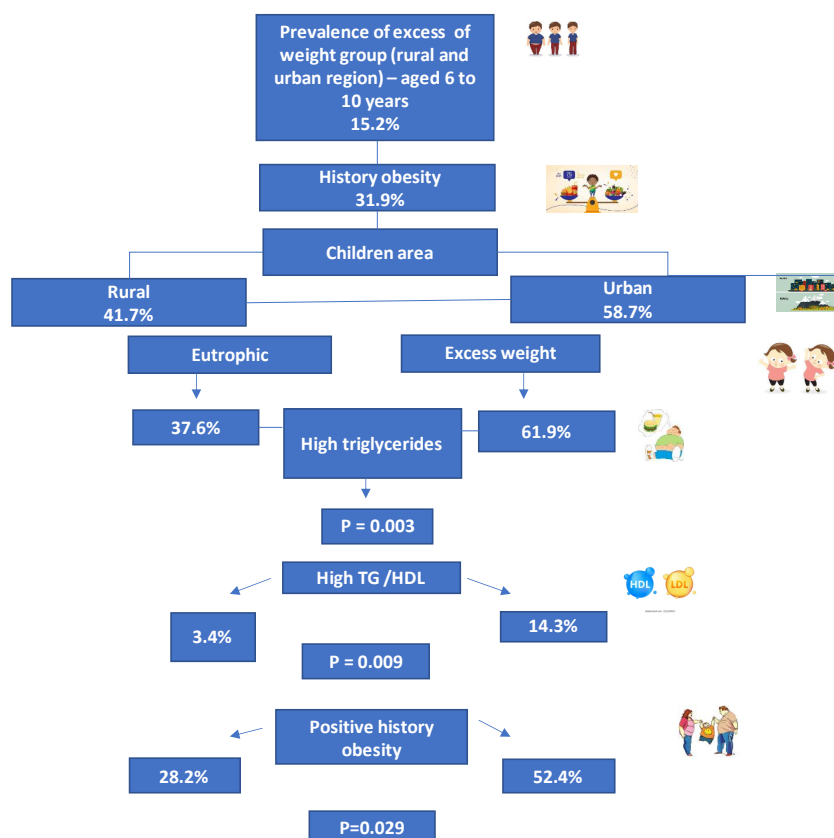 Prevalence of excess of
weight group (rural and
urban region) – aged 6 to
10 years
15.2%
History obesity
31.9%
Children area
Rural
41.7%
Urban
58.7%
Eutrophic
Excess weight
37.6%
High triglycerides
61.9%
P = 0.003
High TG /HDL
HDL
LDL
3.4%
14.3%
P = 0.009
Positive history
obesity
28.2%
52.4%
P=0.029